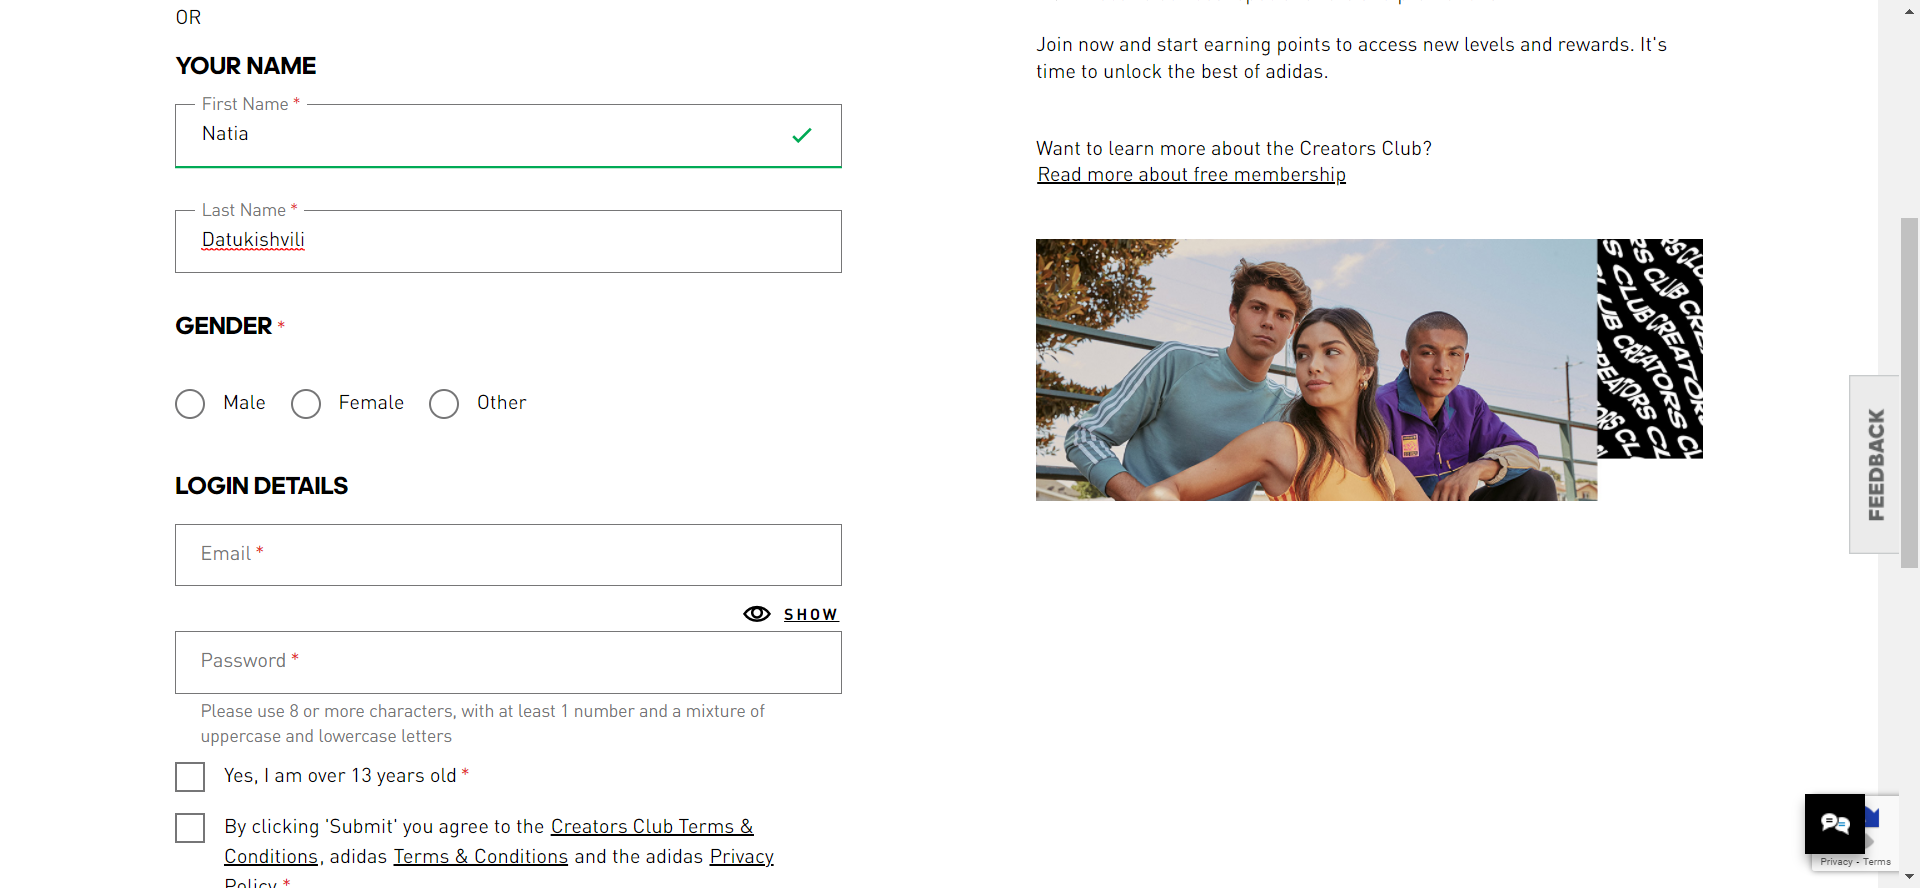 OR
YOUR NAME
First Name *
Natia
Last Name *
Datukishvili
GENDER *
Male
Female
Other
LOGIN DETAILS
Email *
SHOW
Password *
Please use 8 or more characters, with at least 1 number and a mixture of
uppercase and lowercase letters
Yes, I am over 13 years old *
By clicking 'Submit' you agree to the Creators Club Terms &
Conditions, adidas Terms & Conditions and the adidas Privacy
Policy *
Join now and start earning points to access new levels and rewards. It's
time to unlock the best of adidas.
Want to learn more about the Creators Club?
Read more about free membership
CREATORS CLUB
FEEDBACK
Privacy - Terms